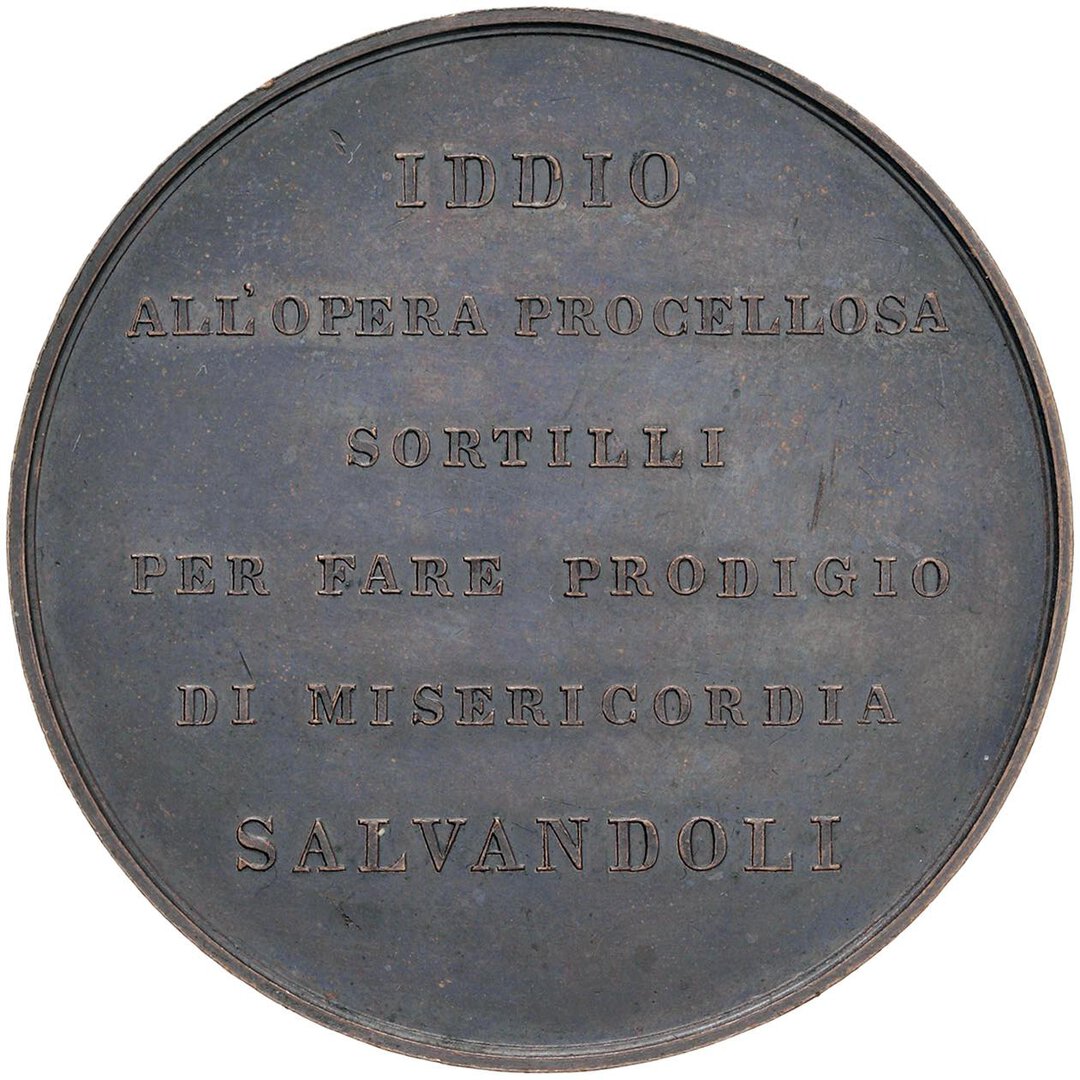 IDDIO
ALL'OPERA PROCELLOSA
SORTILLI
PER FARE PRODIGIO
DI MISERICORDIA
SALVANDOLI